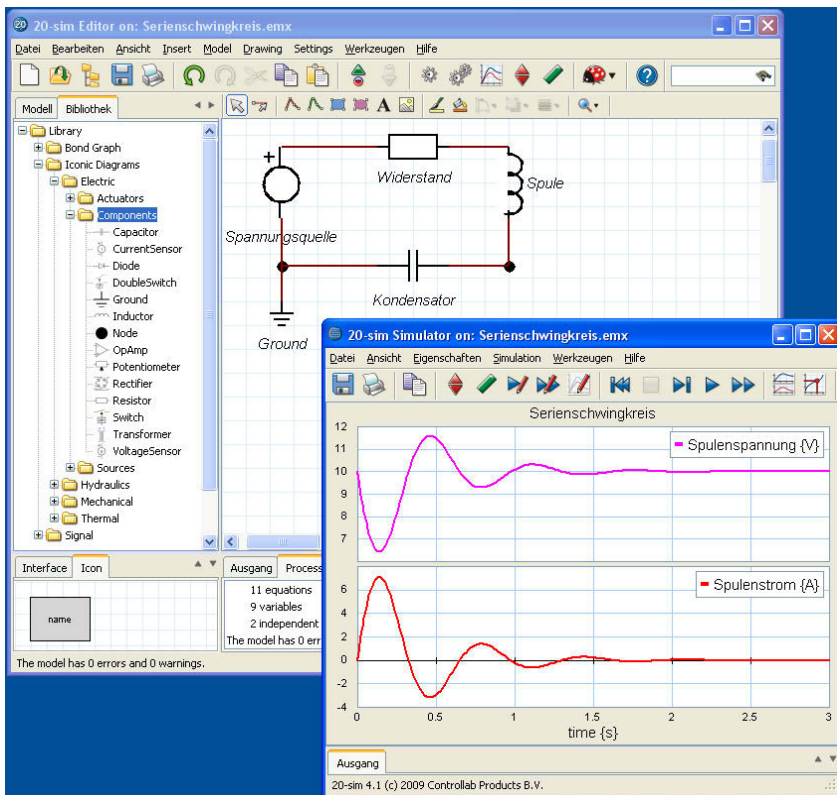 20-sim Editor on: Serienschwingkreis.emx
Datei Bearbeiten Ansicht Insert Model Drawing Settings Werkzeugen Hilfe
Modell Bibliothek
A
Library
Bond Graph
Iconic Diagrams
Electric
Actuators
Components
Capacitor
CurrentSensor
Diode
DoubleSwitch
Ground
Inductor
Node
OpAmp
Potentiometer
Rectifier
Resistor
Switch
Transformer
VoltageSensor
Sources
Hydraulics
Mechanical
Thermal
Signal
+
Widerstand
Spule
Spannungsquelle
Kondensator
Ground
Interface Icon
name
Ausgang Process
11 equations
9 variables
2 independent
The model has 0 err
The model has 0 errors and 0 warnings.
20-sim Simulator on: Serienschwingkreis.emx
Datei Ansicht Eigenschaften Simulation Werkzeugen Hilfe
Serienschwingkreis
12
11
10
9
8
7
Spulenspannung {V}
6
4
2
0
-2
-4
Spulenstrom {A}
0 0.5 1 1.5 2 2.5 3
time {s}
Ausgang
20-sim 4.1 (c) 2009 Controllab Products B.V.